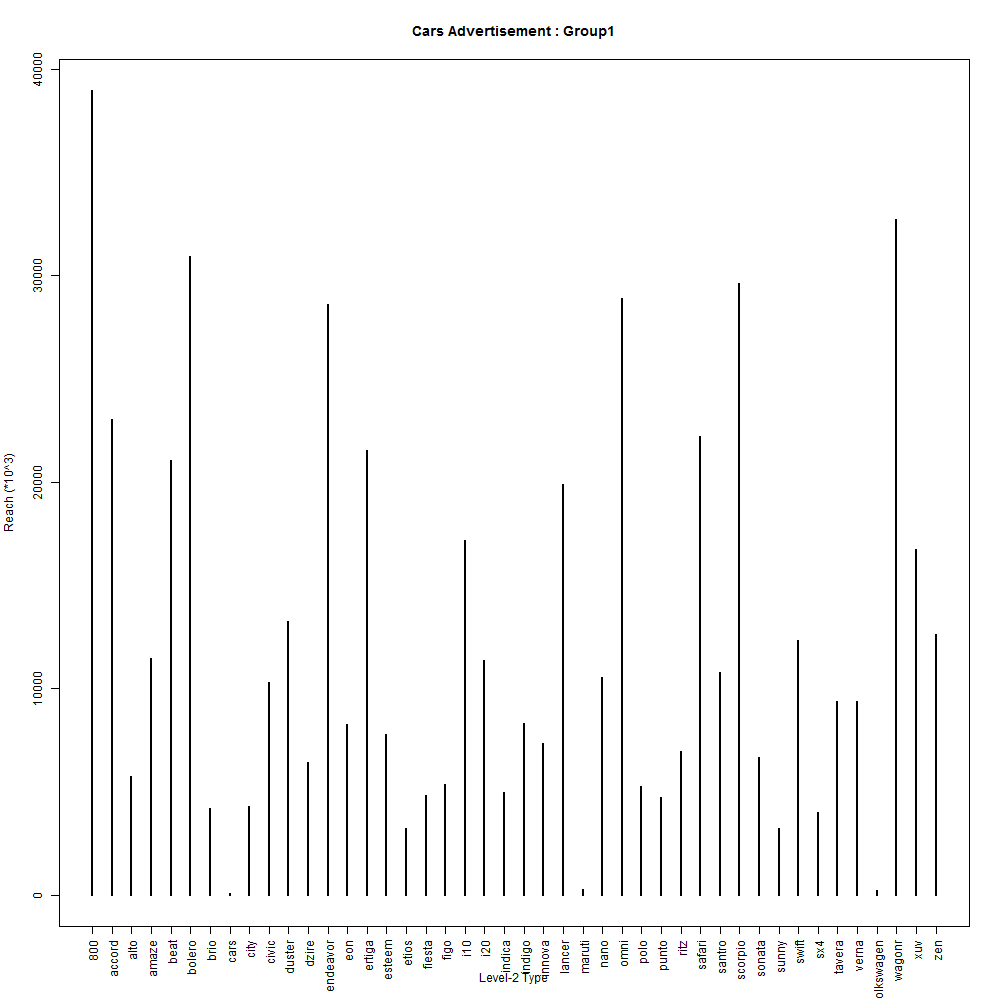 Cars Advertisement : Group1
Reach (*10^3)
40000
30000
20000
10000
0
800
accord
alto
amaze
beat
bolero
brio
cars
city
civic
duster
dzire
endeavor
eon
ertiga
esteem
etios
fiesta
figo
i10
i20
indica
indigo
innova
lancer
maruti
nano
omni
polo
punto
ritz
safari
santro
scorpio
sonata
sunny
swift
sx4
tavera
verna
olkswagen
wagonr
xuv
zen
Level-2 Type